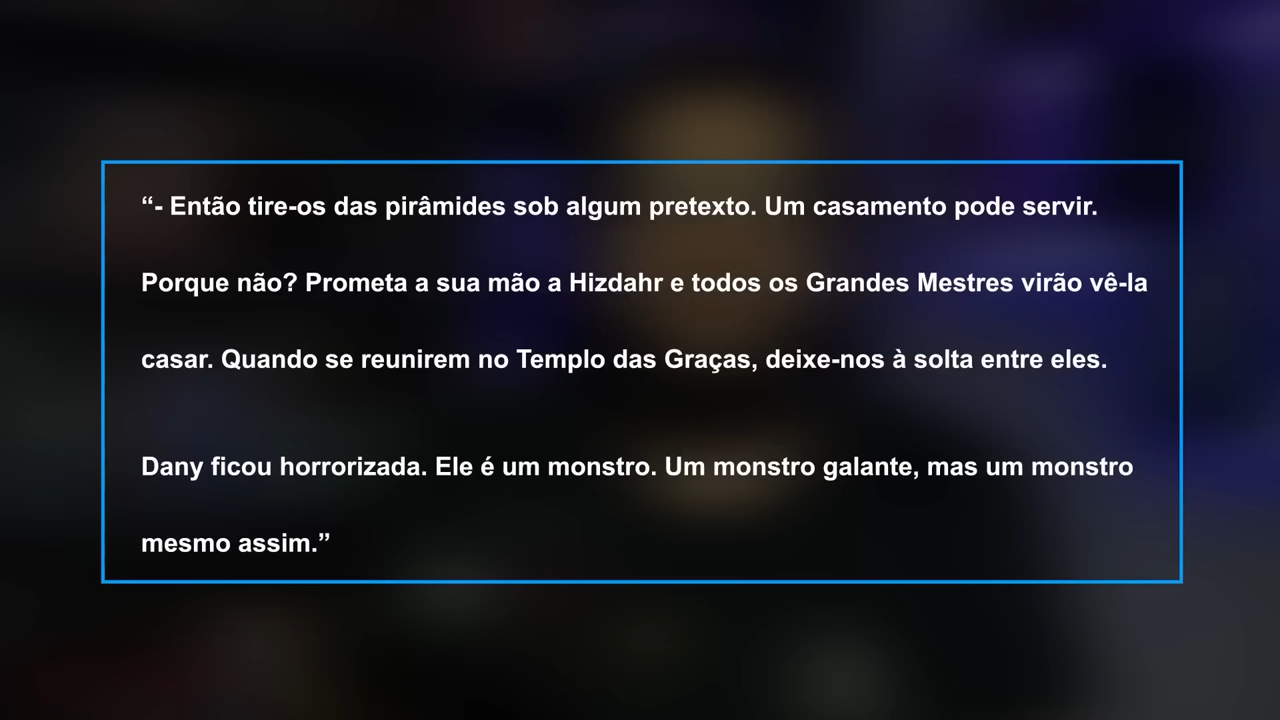 “- Então tire-os das pirâmides sob algum pretexto. Um casamento pode servir.
Porque não? Prometa a sua mão a Hizdahr e todos os Grandes Mestres virão vê-la
casar. Quando se reunirem no Templo das Graças, deixe-nos à solta entre eles.
Dany ficou horrorizada. Ele é um monstro. Um monstro galante, mas um monstro
mesmo assim.”